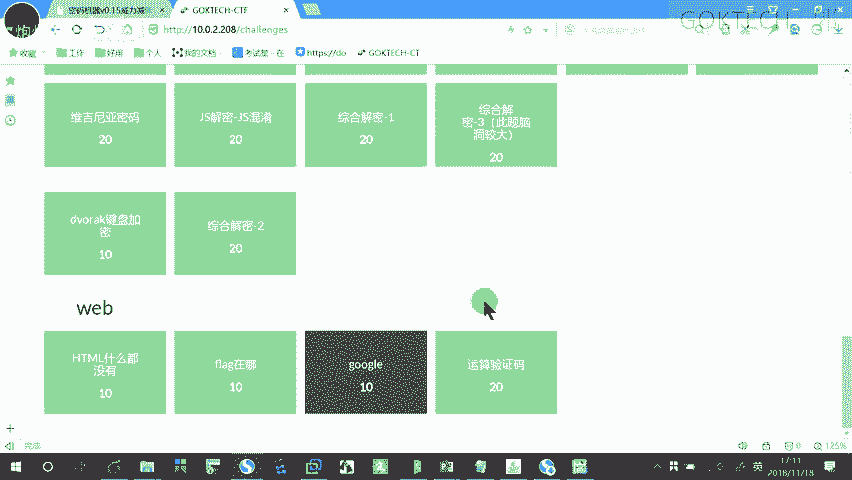 密码机器v0.15威力减
GOKTECH-CTF
http://10.0.2.208/challenges
收藏
工作
好用
个人
我的文档
考试星 - 在
https://do
GOKTECH-CT
维吉尼亚密码
20
JS解密-JS混淆
20
综合解密-1
20
综合解
密-3（此题脑
洞较大）
20
dvorak键盘加
密
10
综合解密-2
20
web
HTML什么都
没有
10
flag在哪
10
google
10
运算验证码
20
完成
0
125%
英
17:11
2018/11/18